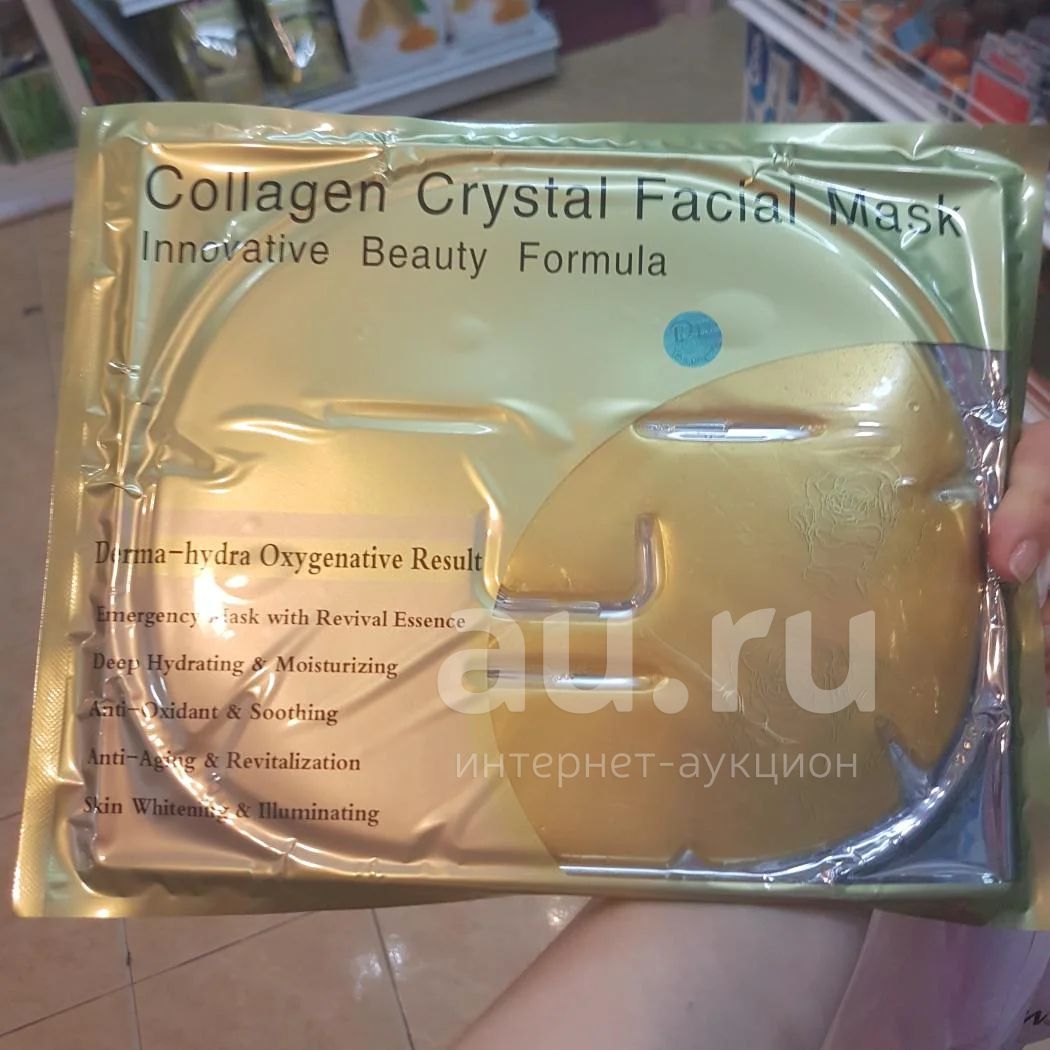 Collagen Crystal Facial Mask
Innovative Beauty Formula
Derma-hydra Oxygenative Result
Emergency Mask with Revival Essence
Deep Hydrating & Moisturizing
Anti-Oxidant & Soothing
Anti-Aging & Revitalization
Skin Whitening & Illuminating
au.ru
интернет-аукцион